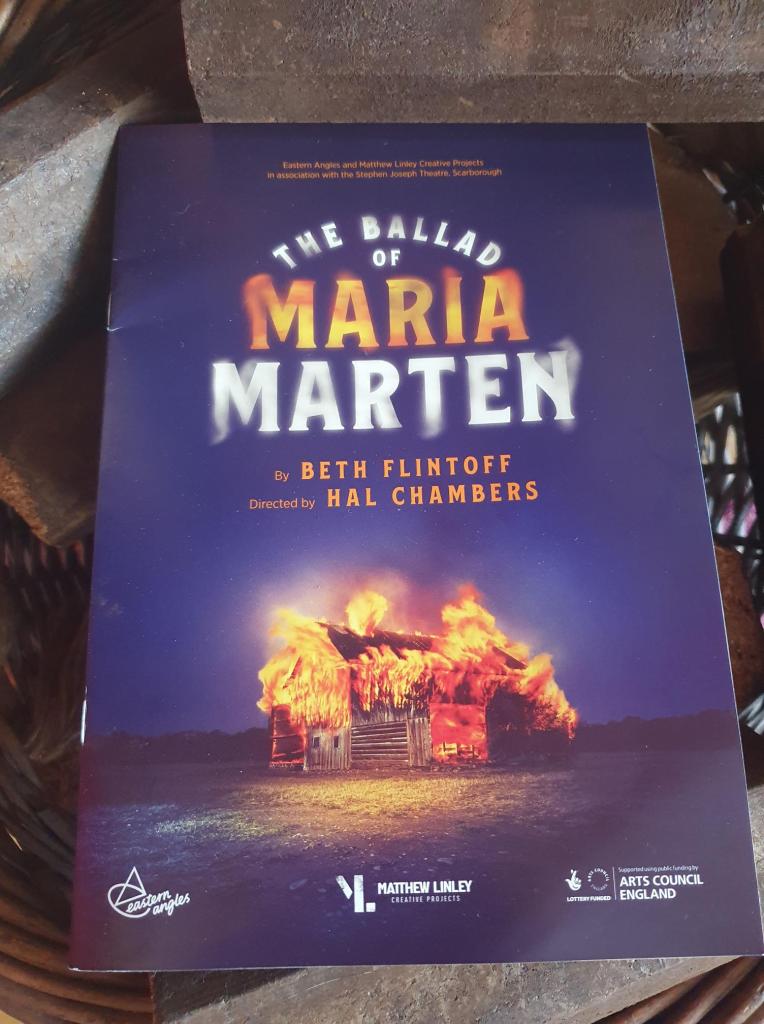 Eastern Angles and Matthew Linley Creative Projects
in association with the Stephen Joseph Theatre, Scarborough
THE BALLAD
OF
MARIA
MARTEN
By BETH FLINTOFF
Directed by HAL CHAMBERS
eastern
angles
MATTHEW LINLEY
CREATIVE PROJECTS
LOTTERY FUNDED
Supported using public funding by
ARTS COUNCIL
ENGLAND